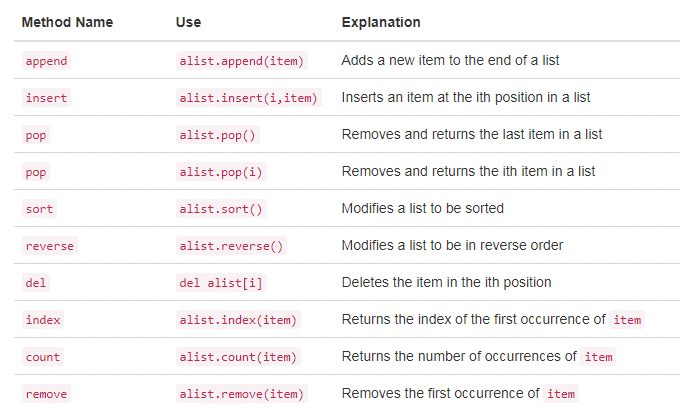 Method Name Use Explanation
append alist.append(item) Adds a new item to the end of a list
insert alist.insert(i,item) Inserts an item at the ith position in a list
pop alist.pop() Removes and returns the last item in a list
pop alist.pop(i) Removes and returns the ith item in a list
sort alist.sort() Modifies a list to be sorted
reverse alist.reverse() Modifies a list to be in reverse order
del del alist[i] Deletes the item in the ith position
index alist.index(item) Returns the index of the first occurrence of item
count alist.count(item) Returns the number of occurrences of item
remove alist.remove(item) Removes the first occurrence of item